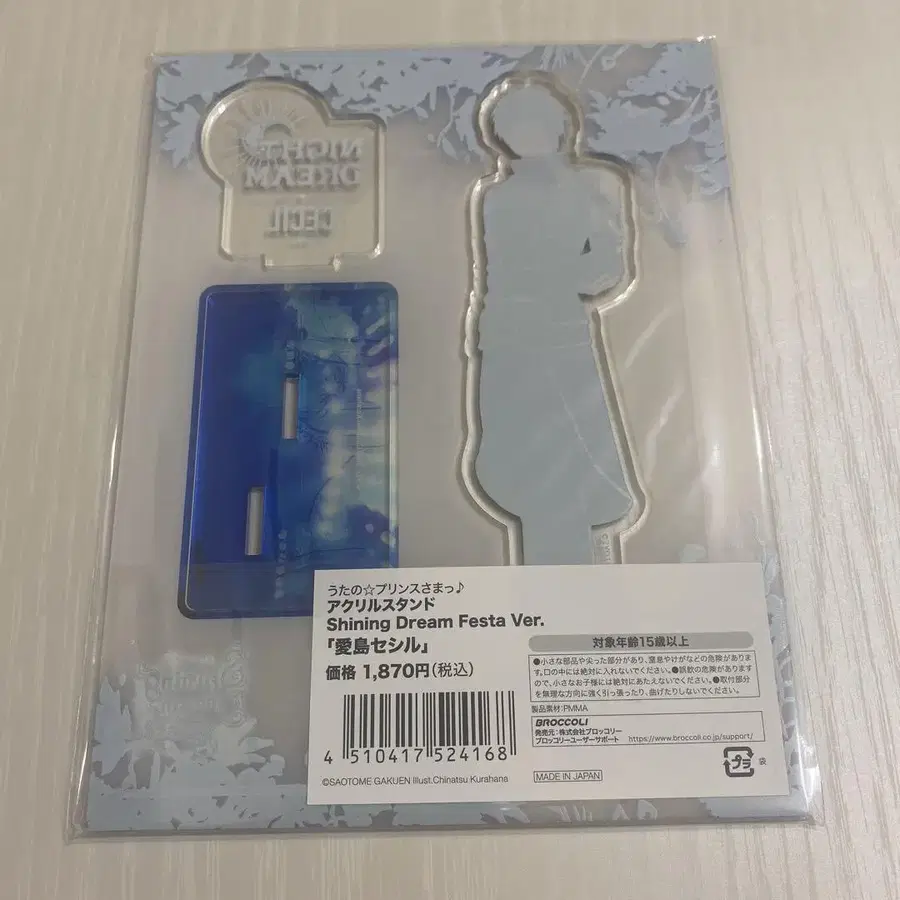 NIGHT
DREAM
CECIL
うたの☆プリンスさまっ♪
アクリルスタンド
Shining Dream Festa Ver.
「愛島セシル」
価格 1,870円(税込)
4 510417 524168
©SAOTOME GAKUEN Illust.Chinatsu Kurahana
対象年齢15歳以上
●小さな部品や尖った部分があり、窒息やけがなどの危険がありま
す。口の中には絶対に入れないでください。●誤飲の危険があります
ので、小さなお子様には絶対にあたえないでください。●取付部分
を無理な方向に強く引っ張ったり、曲げたりしないでください。
製品素材:PMMA
BROCCOLI
発売元:株式会社ブロッコリー
ブロッコリーユーザーサポート https://www.broccoli.co.jp/support/
MADE IN JAPAN
プラ 袋